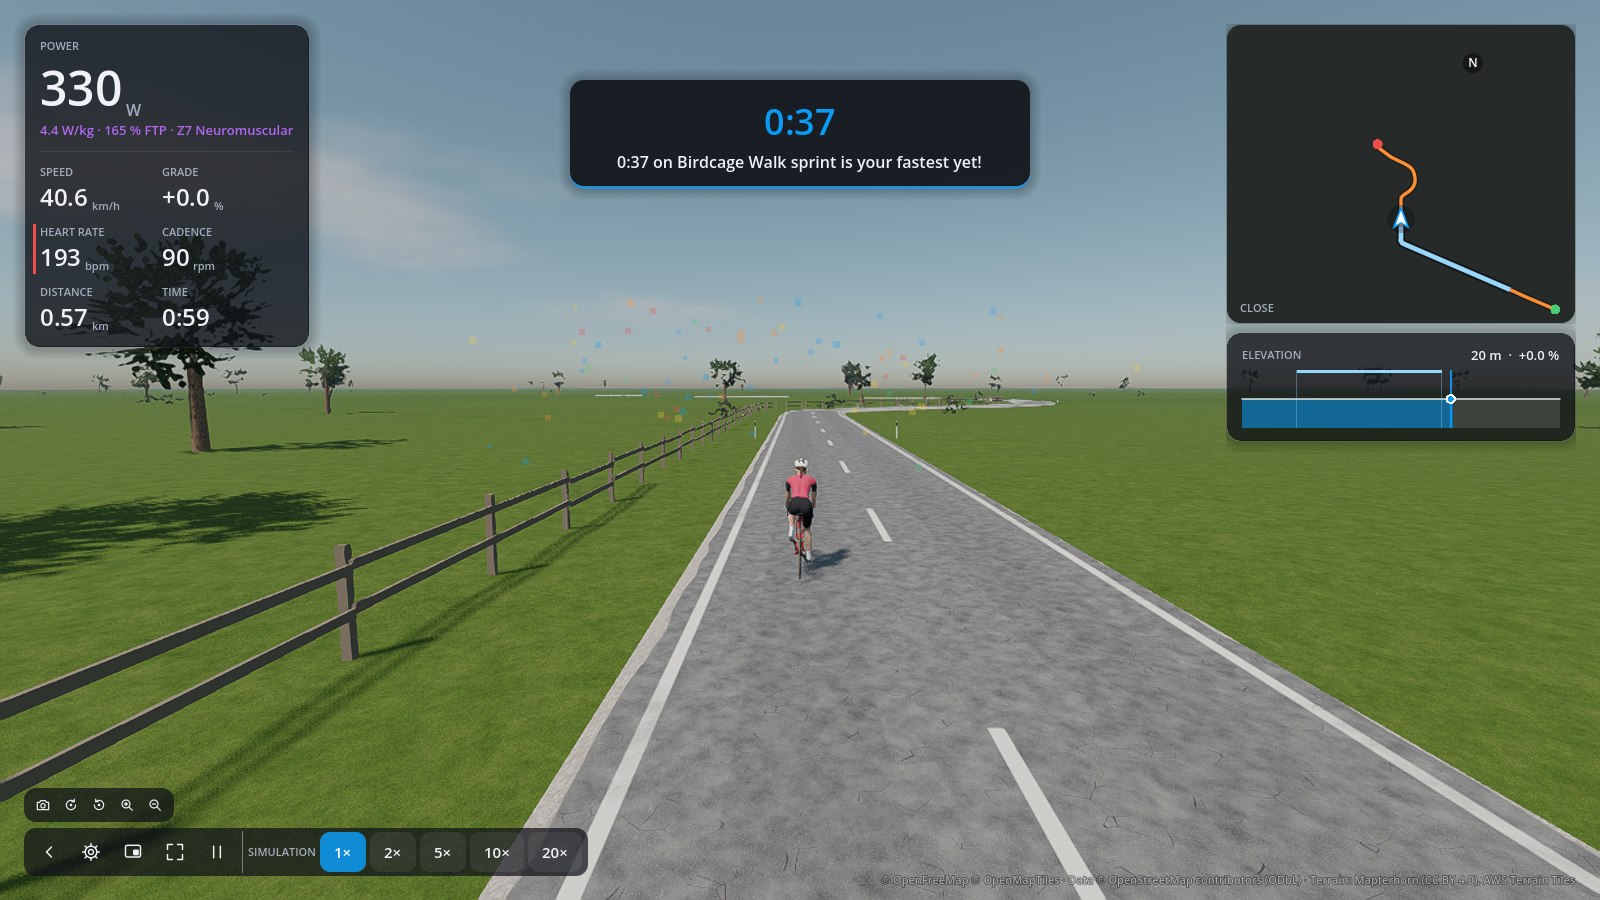 POWER
330 W
4.4 W/kg · 165 % FTP · Z7 Neuromuscular
SPEED
40.6 km/h
GRADE
+0.0 %
HEART RATE
193 bpm
CADENCE
90 rpm
DISTANCE
0.57 km
TIME
0:59
0:37
0:37 on Birdcage Walk sprint is your fastest yet!
N
CLOSE
ELEVATION
20 m · +0.0 %
SIMULATION
1×
2×
5×
10×
20×
© OpenFreeMap © OpenMapTiles · Data © OpenStreetMap contributors (ODbL) · Terrain: Mapterhorn (CC BY 4.0), AWS Terrain Tiles